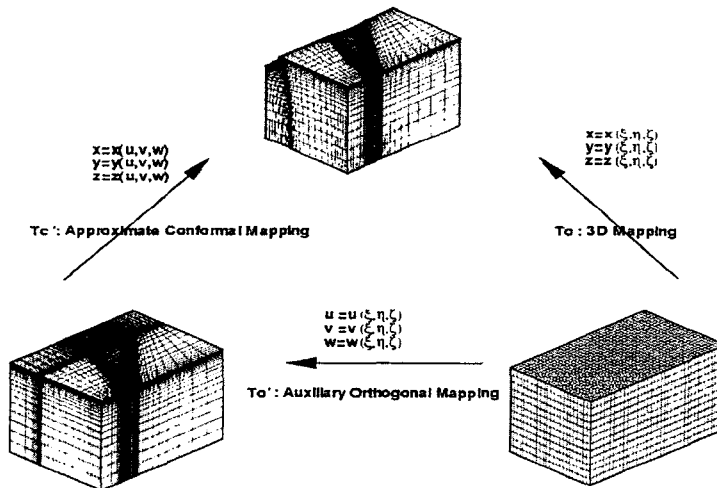 x=x(u,v,w)
y=y(u,v,w)
z=z(u,v,w)
x=x(ξ,η,ζ)
y=y(ξ,η,ζ)
z=z(ξ,η,ζ)
Tc': Approximate Conformal Mapping
To : 3D Mapping
u=u(ξ,η,ζ)
v=v(ξ,η,ζ)
w=w(ξ,η,ζ)
To': Auxiliary Orthogonal Mapping